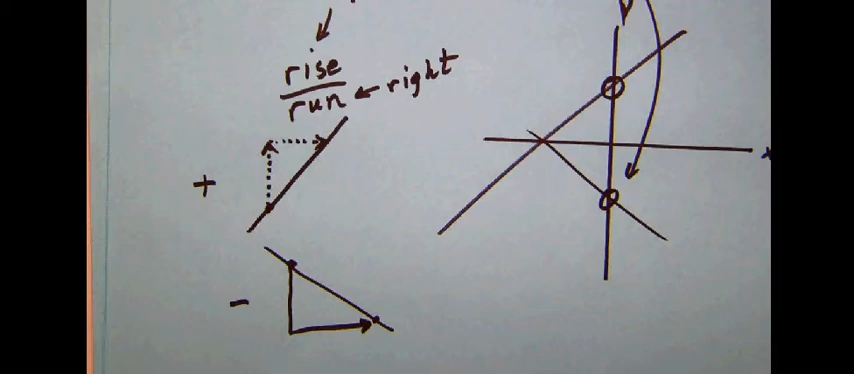 rise
run ← right
+
-
x